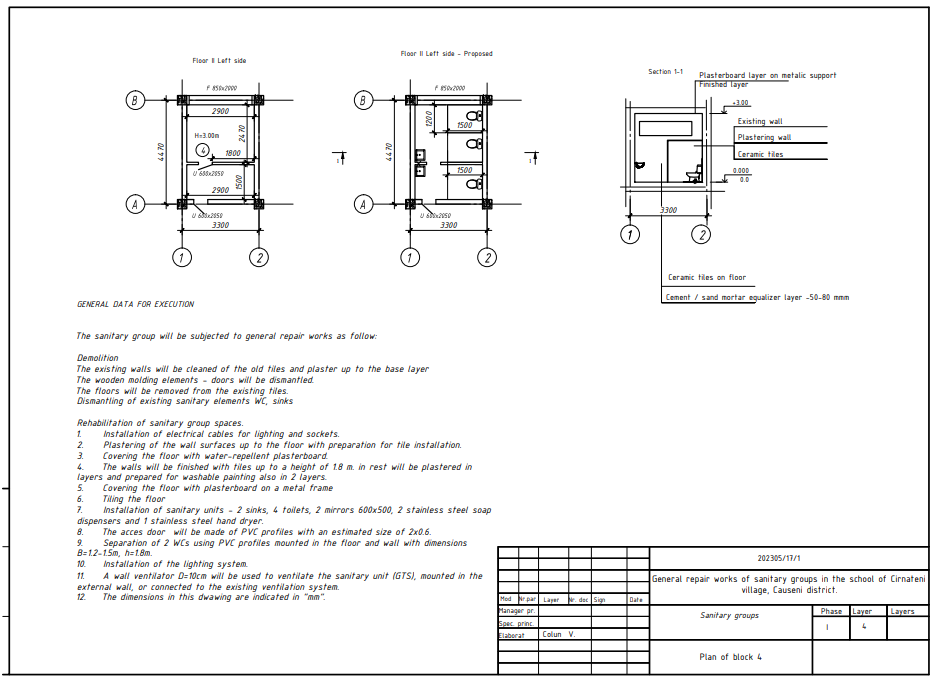 Floor II Left side
Floor II Left side - Proposed
Section 1-1
F 850x2000
B
2900
2470
H=3.00m
4
1800
4470
U 600x2050
1500
2900
A
U 600x2050
3300
1
2
F 850x2000
B
1200
1500
4470
1500
A
U 600x2050
3300
1
2
Plasterboard layer on metalic support
Finished layer
+3.00
Existing wall
Plastering wall
Ceramic tiles
0.000
0.0
3300
1
2
Ceramic tiles on floor
Cement / sand mortar equalizer layer -50-80 mmm
GENERAL DATA FOR EXECUTION
The sanitary group will be subjected to general repair works as follow:
Demolition
The existing walls will be cleaned of the old tiles and plaster up to the base layer
The wooden molding elements - doors will be dismantled.
The floors will be removed from the existing tiles.
Dismantling of existing sanitary elements WC, sinks
Rehabilitation of sanitary group spaces.
1. Installation of electrical cables for lighting and sockets.
2. Plastering of the wall surfaces up to the floor with preparation for tile installation.
3. Covering the floor with water-repellent plasterboard.
4. The walls will be finished with tiles up to a height of 1.8 m. in rest will be plastered in
layers and prepared for washable painting also in 2 layers.
5. Covering the floor with plasterboard on a metal frame
6. Tiling the floor
7. Installation of sanitary units - 2 sinks, 4 toilets, 2 mirrors 600x500, 2 stainless steel soap
dispensers and 1 stainless steel hand dryer.
8. The acces door will be made of PVC profiles with an estimated size of 2x0.6.
9. Separation of 2 WCs using PVC profiles mounted in the floor and wall with dimensions
B=1.2-1.5m, h=1.8m.
10. Installation of the lighting system.
11. A wall ventilator D=10cm will be used to ventilate the sanitary unit (GTS), mounted in the
external wall, or connected to the existing ventilation system.
12. The dimensions in this dwawing are indicated in "mm".
202305/17/1
General repair works of sanitary groups in the school of Cirnateni
village, Causeni district.
Mod Nr.par Layer Nr. doc Sign Date
Manager pr.
Spec. princ.
Elaborat Colun V.
Sanitary groups
Phase Layer Layers
I 4
Plan of block 4